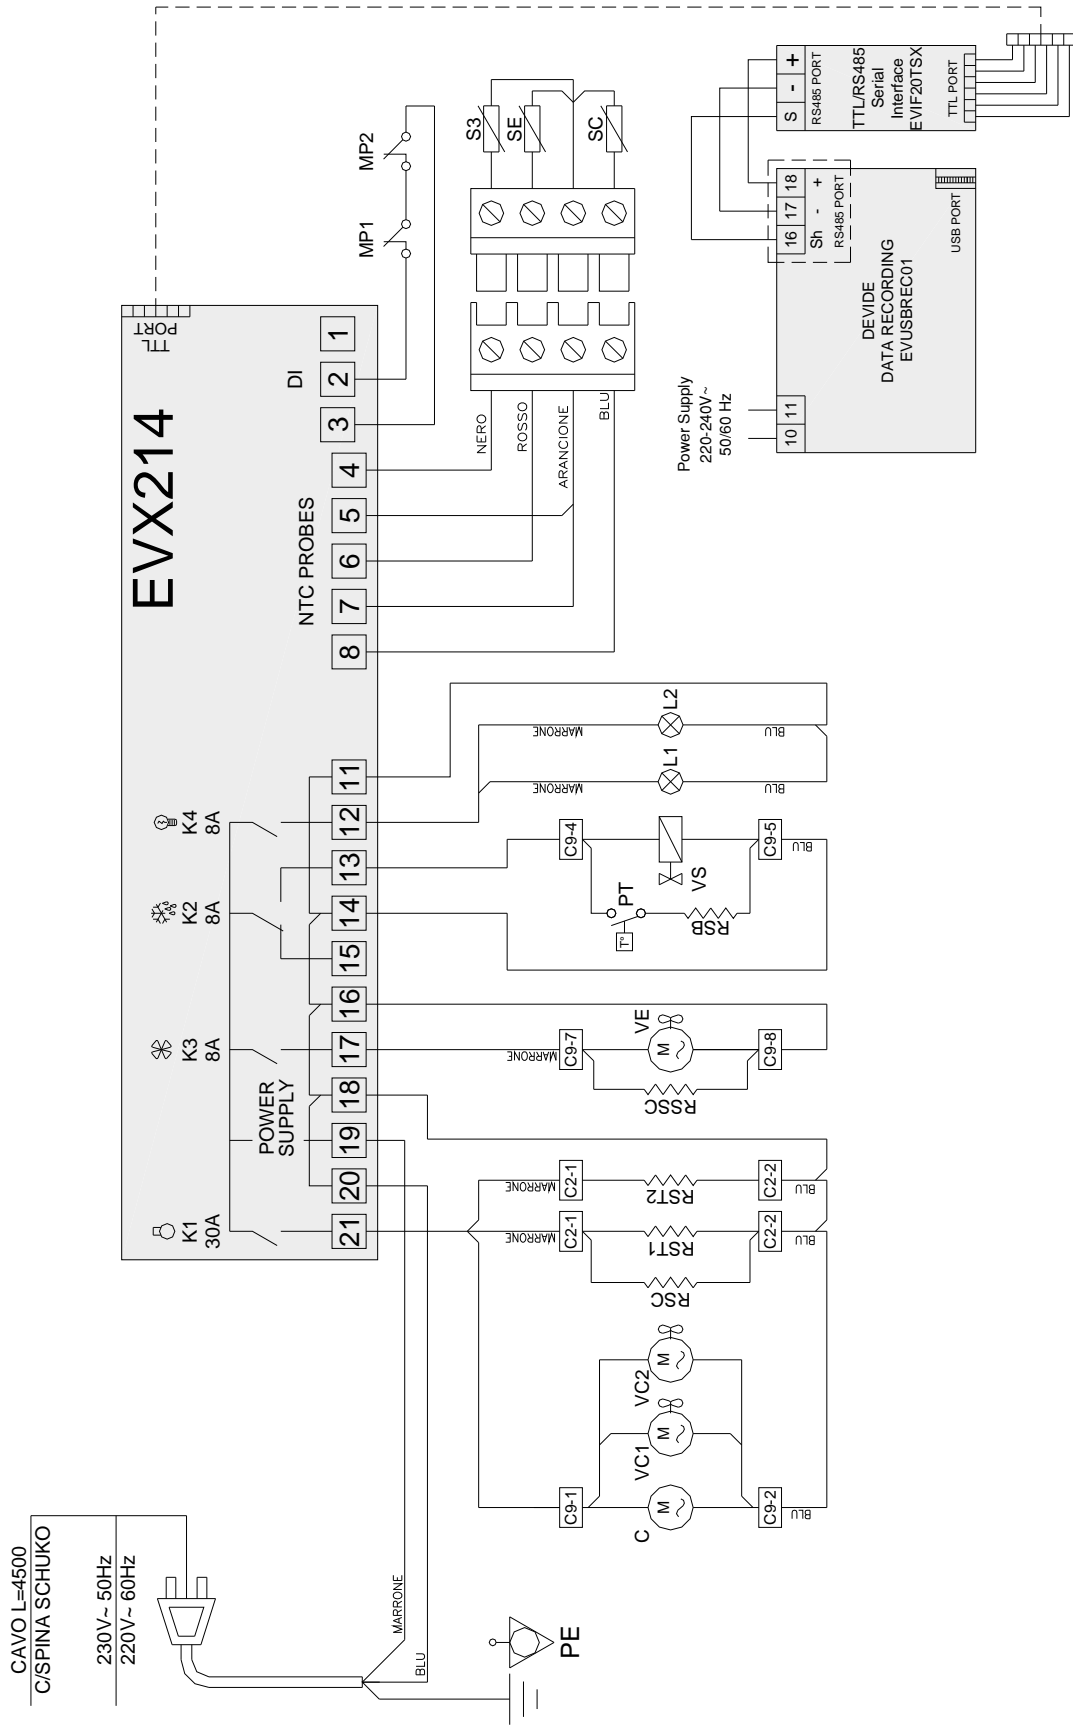 CAVO L=4500
C/SPINA SCHUKO
230V~ 50Hz
220V~ 60Hz
MARRONE
BLU
PE
EVX214
TTL
PORT
K1
30A
POWER
SUPPLY
K3
8A
K2
8A
K4
8A
NTC PROBES
DI
21
20
19
18
17
16
15
14
13
12
11
8
7
6
5
4
3
2
1
MP1
MP2
NERO
ROSSO
ARANCIONE
BLU
S3
SE
SC
C9-1
C
M
VC1
M
VC2
M
C9-2
BLU
RSC
MARRONE
C2-1
RST1
C2-2
BLU
MARRONE
C2-1
RST2
C2-2
BLU
MARRONE
C9-7
RSSC
VE
M
C9-8
C9-4
PT
T°
RSB
VS
C9-5
BLU
MARRONE
L1
BLU
MARRONE
L2
BLU
Power Supply
220-240V~
50/60 Hz
10
11
DEVIDE
DATA RECORDING
EVUSBREC01
16
17
18
Sh
-
+
RS485 PORT
USB PORT
S
-
+
RS485 PORT
TTL/RS485
Serial
Interface
EVIF20TSX
TTL PORT